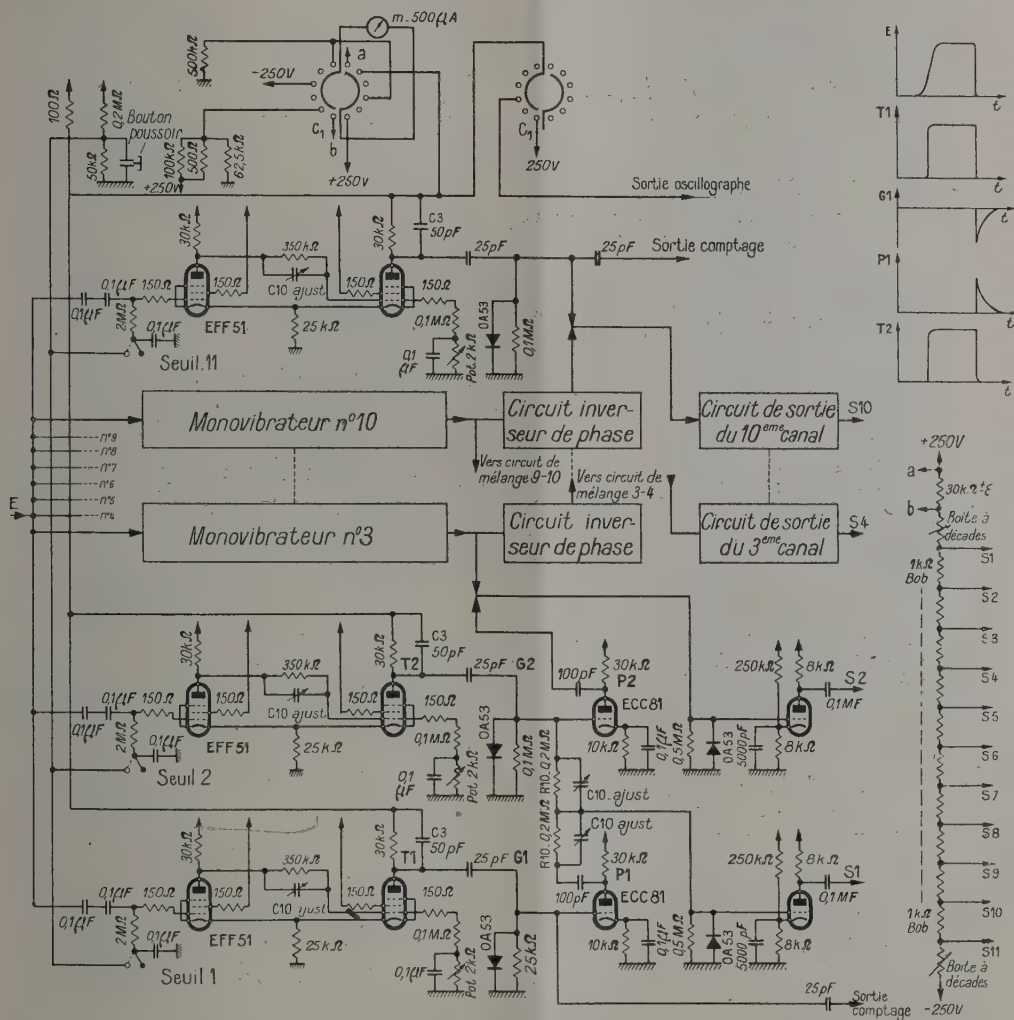 m. 500µA
500kΩ
a
-250V
C1
b
+250V
C1
250V
100Ω
0,2MΩ
Bouton
poussoir
50kΩ
100kΩ
500Ω
62,5kΩ
+250V
Sortie oscillographe
30kΩ
350kΩ
30kΩ
C3
50pF
25pF
25pF
Sortie comptage
0,1µF
0,1µF
150Ω
150Ω
C10 ajust
150Ω
150Ω
2MΩ
0,1µF
EFF51
25kΩ
0,1MΩ
0,1
µF
Pot. 2kΩ
OA53
0,1MΩ
Seuil.11
Monovibrateur n°10
Circuit inver-
seur de phase
Circuit de sortie
du 10eme canal
S10
n°9
n°8
n°7
n°6
n°5
n°4
E
Vers circuit de
mélange 9-10
Vers circuit de
mélange 3-4
Monovibrateur n°3
Circuit inver-
seur de phase
Circuit de sortie
du 3eme canal
S4
30kΩ
350kΩ
30kΩ
T2
C3
50pF
25pF
G2
100pF
30kΩ
P2
ECC81
250kΩ
8kΩ
S2
0,1MF
0,1µF
0,1µF
150Ω
150Ω
C10 ajust
150Ω
150Ω
2MΩ
0,1µF
EFF51
25kΩ
0,1MΩ
0,1
µF
Pot. 2kΩ
OA53
0,1MΩ
10kΩ
0,1µF
0,5MΩ
OA53
5000pF
8kΩ
Seuil 2
R10. 0,2MΩ
C10. ajust
R10. 0,2MΩ
C10 ajust
30kΩ
350kΩ
30kΩ
T1
C3
50pF
25pF
G1
100pF
30kΩ
P1
ECC81
250kΩ
8kΩ
S1
0,1MF
0,1µF
0,1µF
150Ω
150Ω
C10 ajust
150Ω
150Ω
2MΩ
0,1µF
EFF51
25kΩ
0,1MΩ
0,1µF
Pot 2kΩ
OA53
25kΩ
10kΩ
0,1µF
0,5MΩ
OA53
5000pF
8kΩ
Seuil 1
25pF
Sortie
comptage
E
t
T1
t
G1
t
P1
t
T2
t
+250V
a
30kΩ±ε
b
Boite à
décades
S1
1kΩ
Bob
S2
S3
S4
S5
S6
S7
S8
S9
S10
1kΩ
Bob
S11
Boite à
décades
-250V